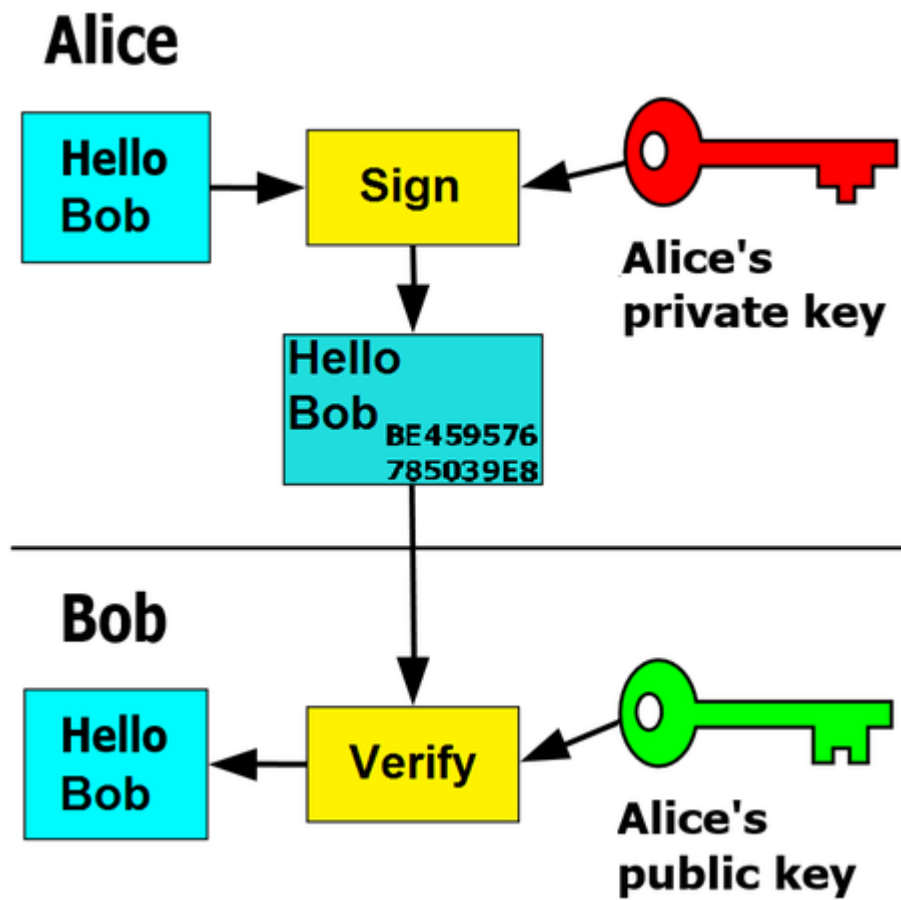 Alice
Hello
Bob
Sign
Alice's
private key
Hello
Bob
BE459576
785039E8
Bob
Hello
Bob
Verify
Alice's
public key